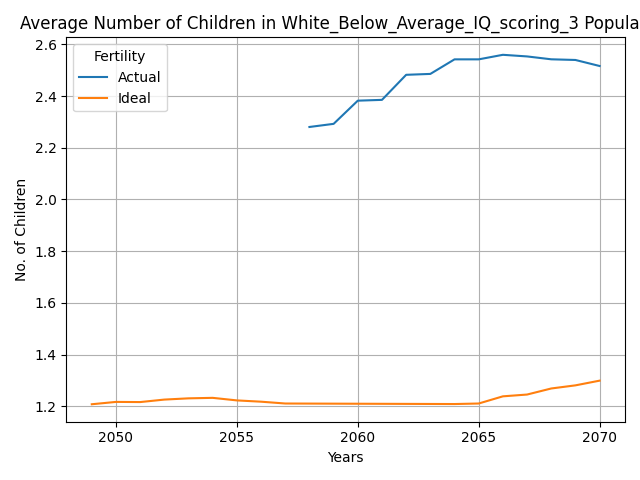 Average Number of Children in White_Below_Average_IQ_scoring_3 Popula
2.6
2.4
2.2
2.0
1.8
1.6
1.4
1.2
No. of Children
Fertility
Actual
Ideal
2050 2055 2060 2065 2070
Years